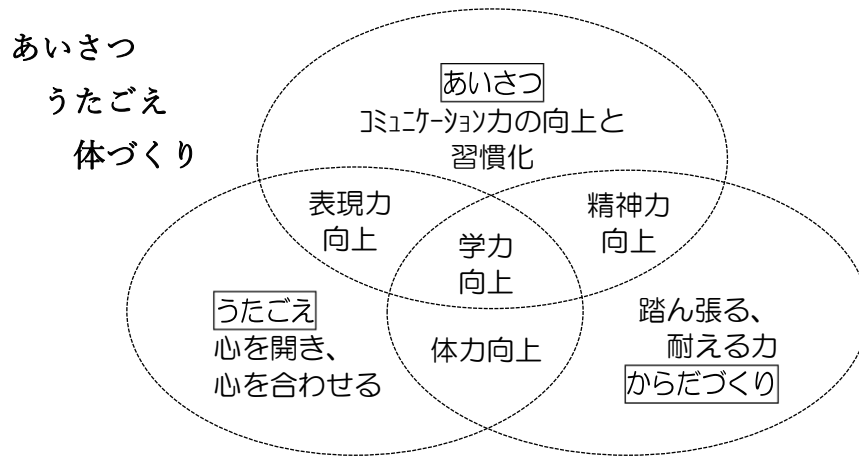 あいさつ
うたごえ
体づくり
あいさつ
ｺﾐｭﾆｹｰｼｮﾝ力の向上と
習慣化
表現力
向上
精神力
向上
学力
向上
うたごえ
心を開き、
心を合わせる
体力向上
踏ん張る、
耐える力
からだづくり